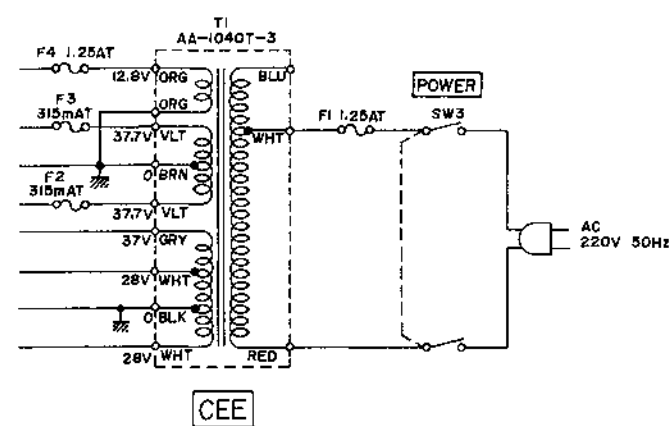 T1
AA-1040T-3
F4 1.25AT
12.8V ORG
BLU
POWER
ORG
F3
315mAT
F1 1.25AT
SW3
37.7V VLT
WHT
0 BRN
F2
315mAT
AC
220V 50Hz
37.7V VLT
37V GRY
28V WHT
0 BLK
28V WHT
RED
CEE